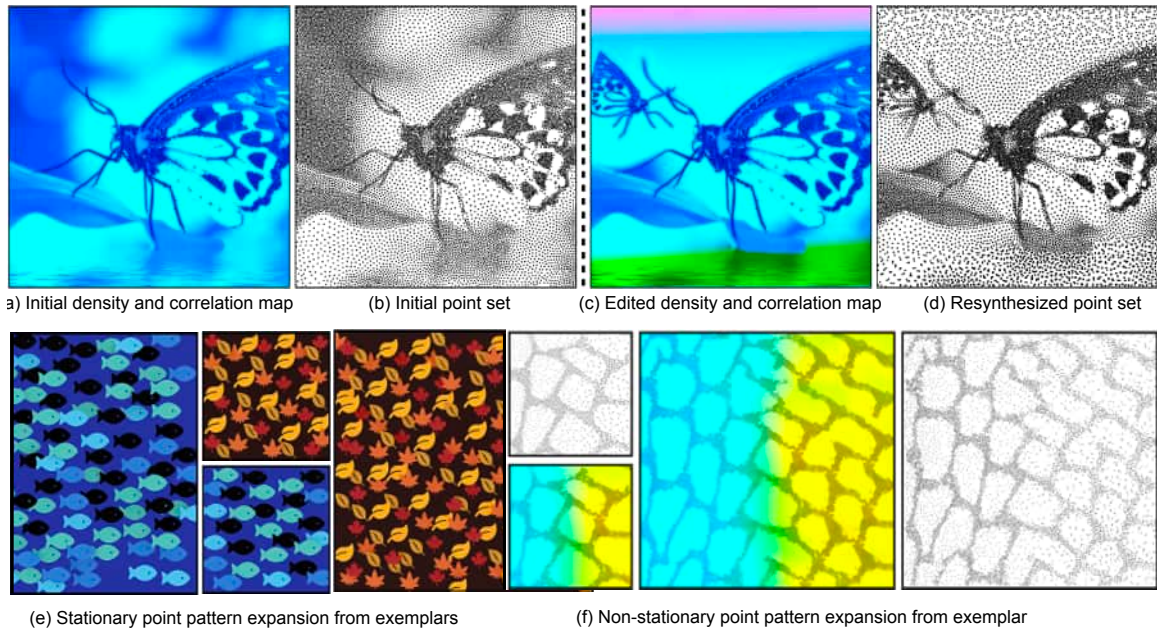 a) Initial density and correlation map
(b) Initial point set
(c) Edited density and correlation map
(d) Resynthesized point set
(e) Stationary point pattern expansion from exemplars
(f) Non-stationary point pattern expansion from exemplar